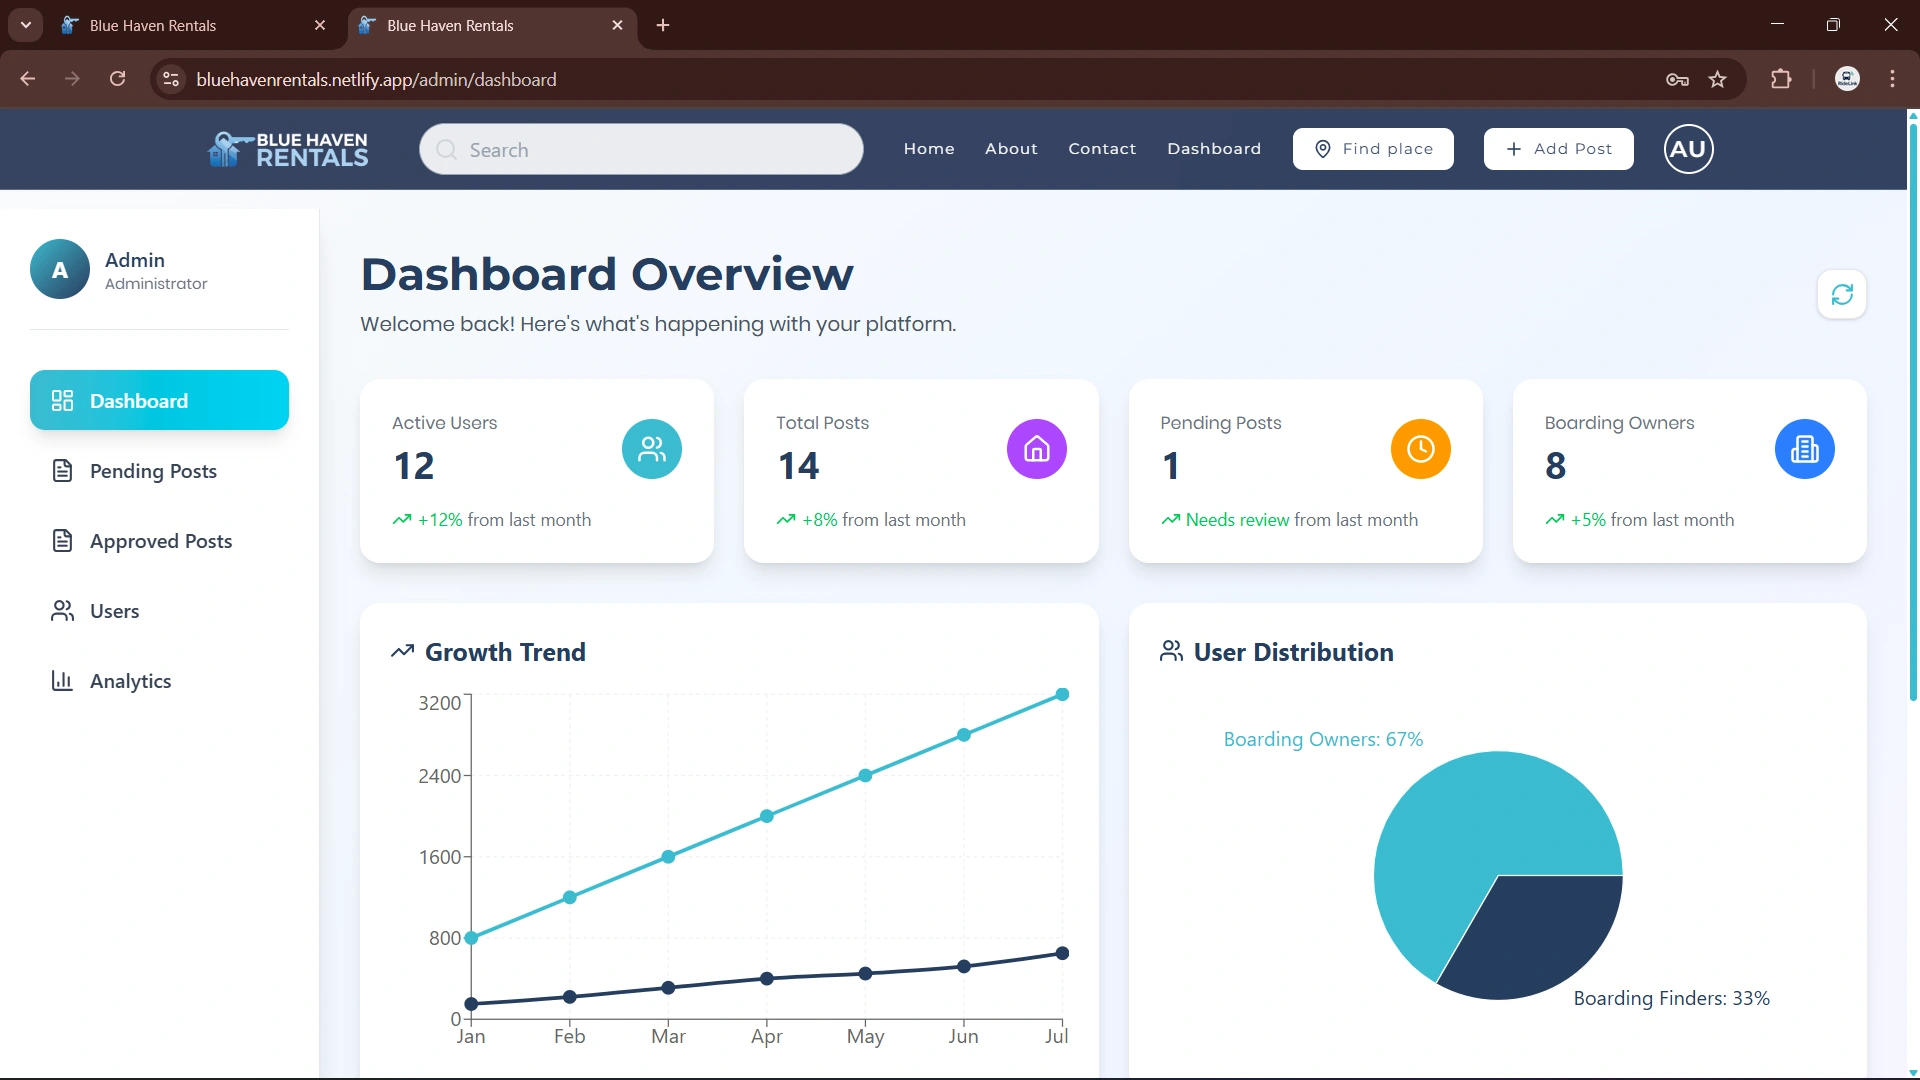 Blue Haven Rentals
Blue Haven Rentals
bluehavenrentals.netlify.app/admin/dashboard
BLUE HAVEN
RENTALS
Search
Home
About
Contact
Dashboard
Find place
Add Post
AU
A
Admin
Administrator
Dashboard
Pending Posts
Approved Posts
Users
Analytics
Dashboard Overview
Welcome back! Here's what's happening with your platform.
Active Users
12
+12% from last month
Total Posts
14
+8% from last month
Pending Posts
1
Needs review from last month
Boarding Owners
8
+5% from last month
Growth Trend
3200
2400
1600
800
0
Jan Feb Mar Apr May Jun Jul
User Distribution
Boarding Owners: 67%
Boarding Finders: 33%